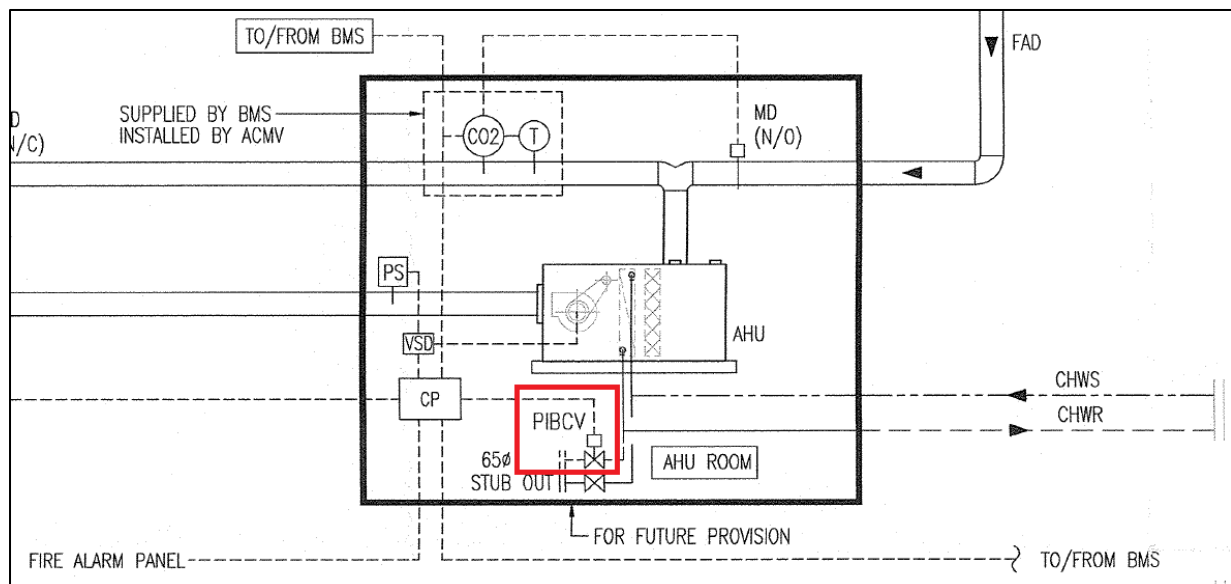 TO/FROM BMS
FAD
SUPPLIED BY BMS
INSTALLED BY ACMV
D
N/C)
CO2
T
MD
(N/O)
PS
VSD
AHU
CP
PIBCV
CHWS
CHWR
65ø
STUB OUT
AHU ROOM
FOR FUTURE PROVISION
FIRE ALARM PANEL
TO/FROM BMS